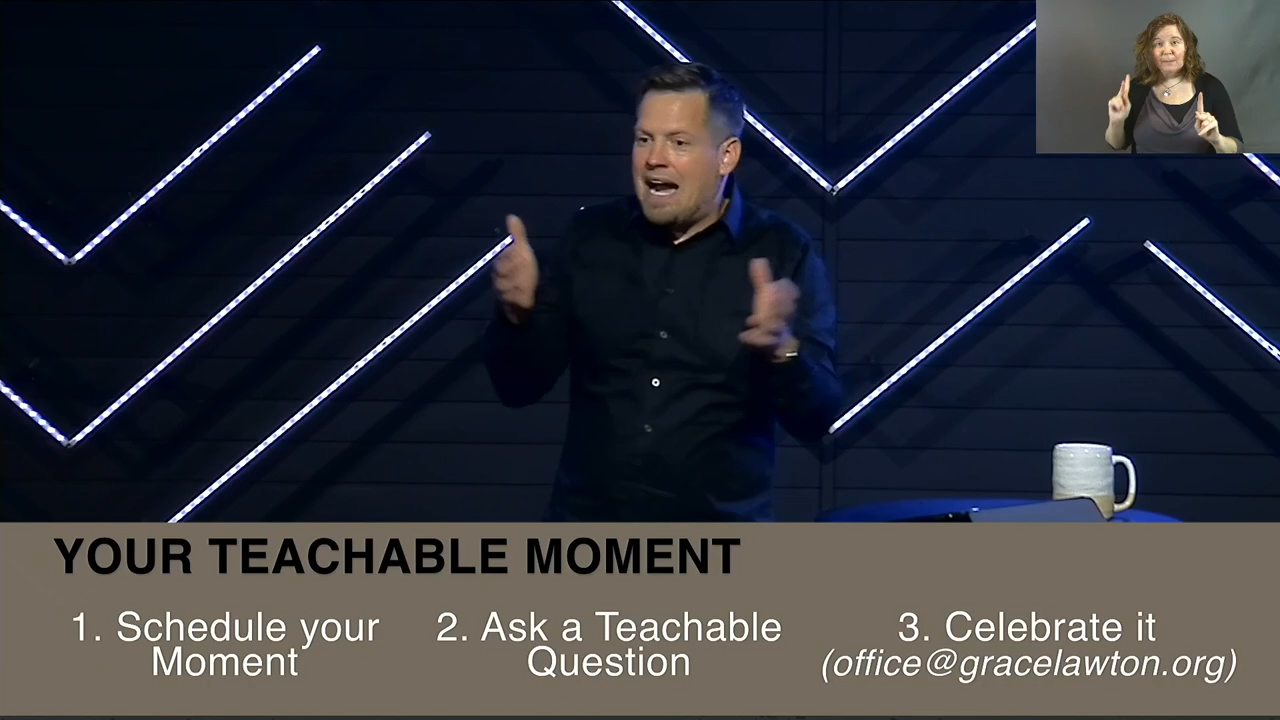 YOUR TEACHABLE MOMENT
1. Schedule your
Moment
2. Ask a Teachable
Question
3. Celebrate it
(office@gracelawton.org)